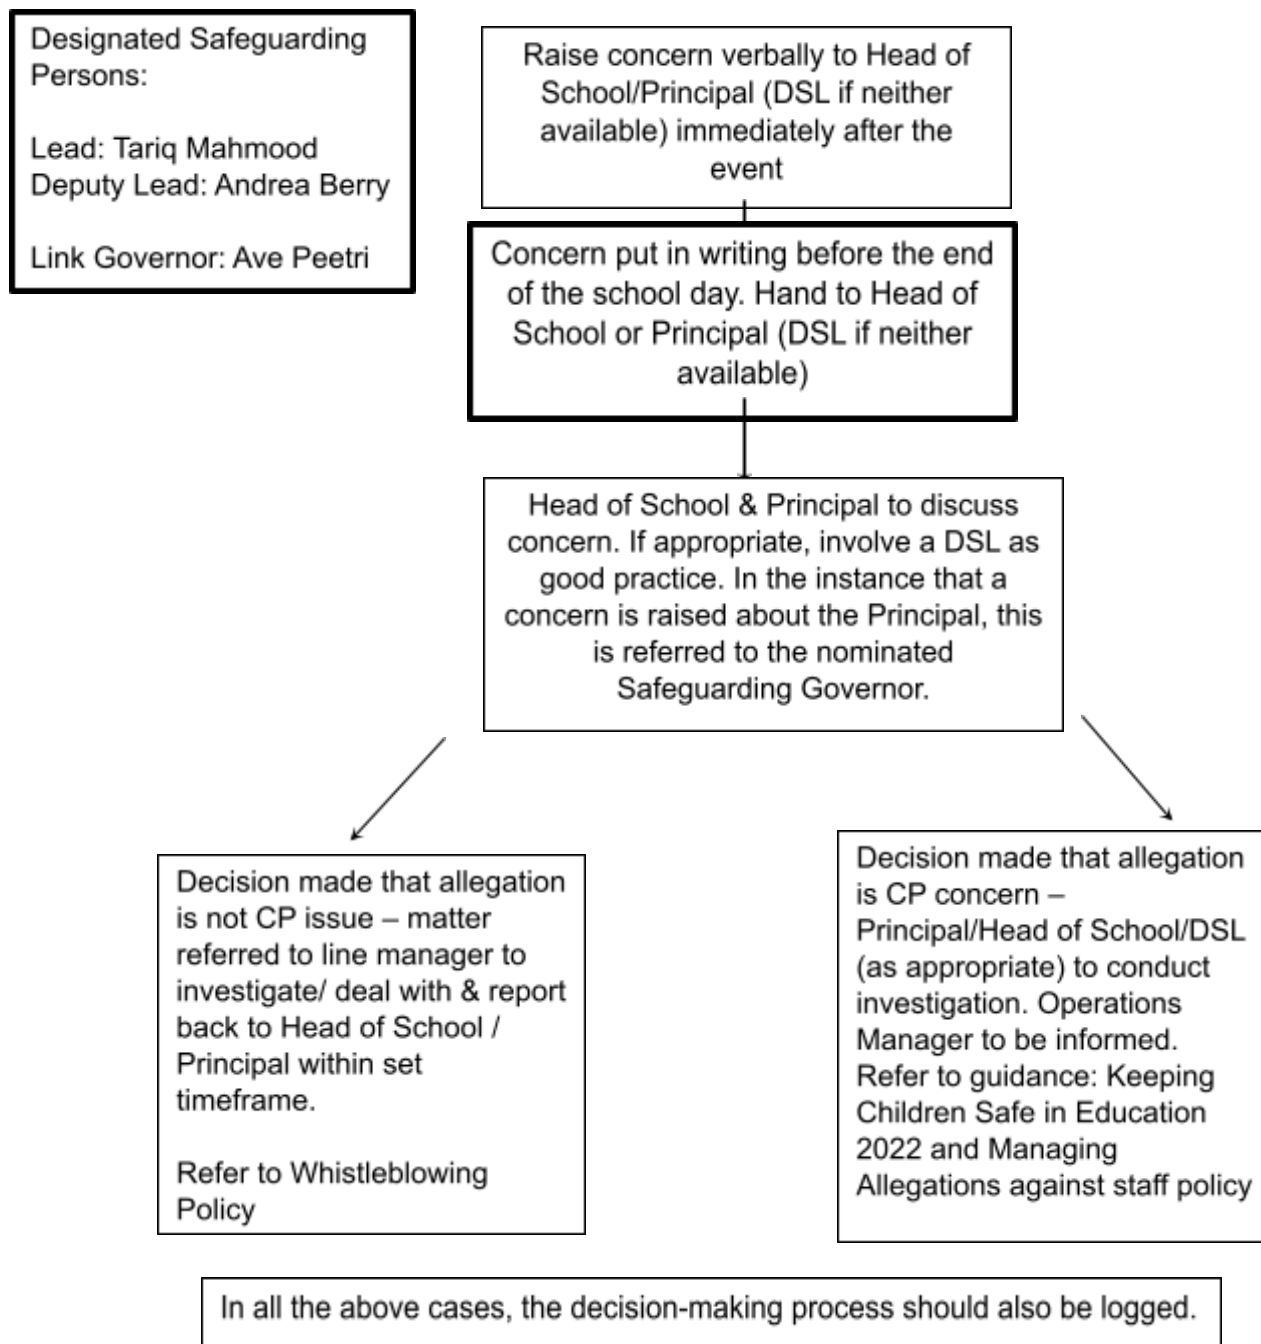 Designated Safeguarding
Persons:
Lead: Tariq Mahmood
Deputy Lead: Andrea Berry
Link Governor: Ave Peetri
Raise concern verbally to Head of
School/Principal (DSL if neither
available) immediately after the
event
Concern put in writing before the end
of the school day. Hand to Head of
School or Principal (DSL if neither
available)
Head of School & Principal to discuss
concern. If appropriate, involve a DSL as
good practice. In the instance that a
concern is raised about the Principal, this
is referred to the nominated
Safeguarding Governor.
Decision made that allegation
is not CP issue – matter
referred to line manager to
investigate/ deal with & report
back to Head of School /
Principal within set
timeframe.
Refer to Whistleblowing
Policy
Decision made that allegation
is CP concern –
Principal/Head of School/DSL
(as appropriate) to conduct
investigation. Operations
Manager to be informed.
Refer to guidance: Keeping
Children Safe in Education
2022 and Managing
Allegations against staff policy
In all the above cases, the decision-making process should also be logged.